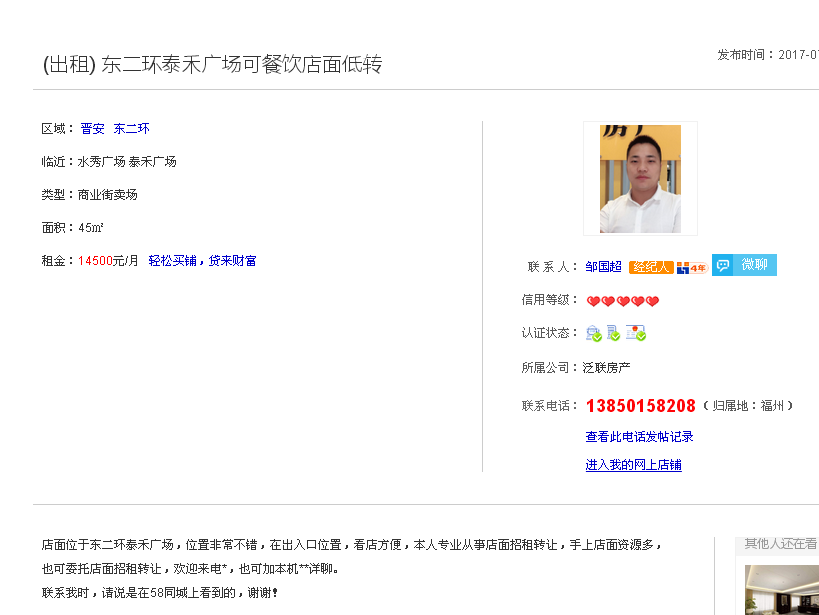 (出租) 东二环泰禾广场可餐饮店面低转
发布时间：2017-07
区域： 晋安 东二环
临近：水秀广场 泰禾广场
类型：商业街卖场
面积：45㎡
租金：14500元/月 轻松买铺，贷来财富
联 系 人： 邹国超 经纪人 4年 微聊
信用等级：
认证状态：
所属公司：泛联房产
联系电话： 13850158208 （ 归属地：福州 ）
查看此电话发帖记录
进入我的网上店铺
店面位于东二环泰禾广场，位置非常不错，在出入口位置，看店方便，本人专业从事店面招租转让，手上店面资源多，
也可委托店面招租转让，欢迎来电*，也可加本机**详聊。
联系我时，请说是在58同城上看到的，谢谢！
其他人还在看